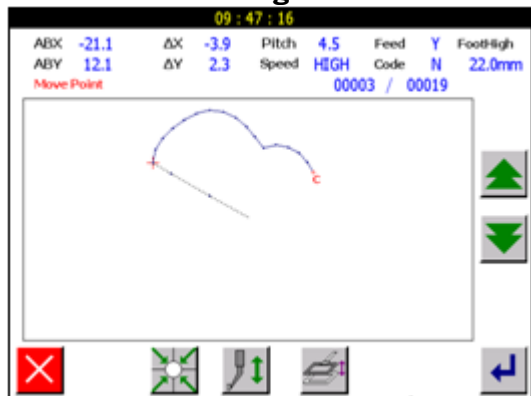 09 : 47 : 16
ABX -21.1 ΔX -3.9 Pitch 4.5 Feed Y FootHigh
ABY 12.1 ΔY 2.3 Speed HIGH Code N 22.0mm
Move Point 00003 / 00019
C